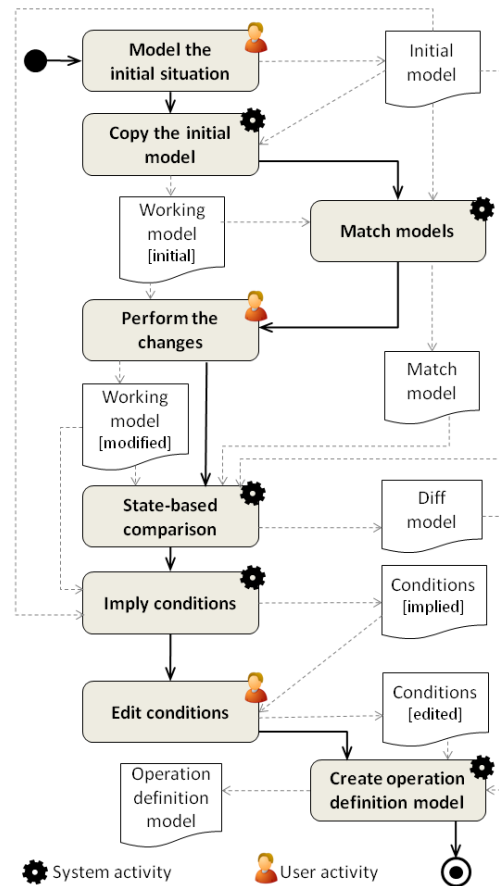 Model the
initial situation
Initial
model
Copy the initial
model
Working
model
[initial]
Match models
Perform the
changes
Match
model
Working
model
[modified]
State-based
comparison
Diff
model
Imply conditions
Conditions
[implied]
Edit conditions
Conditions
[edited]
Operation
definition
model
Create operation
definition model
System activity
User activity